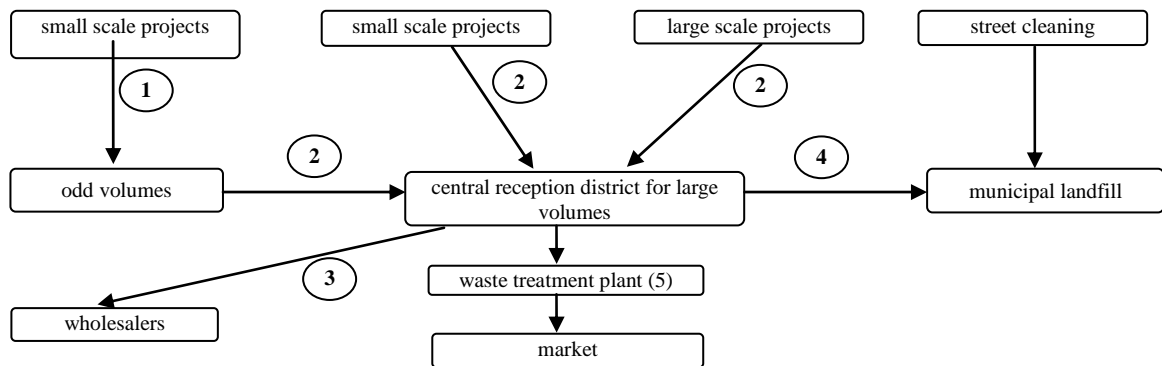 small scale projects
small scale projects
large scale projects
street cleaning
1
2
2
2
4
odd volumes
central reception district for large
volumes
municipal landfill
3
waste treatment plant (5)
wholesalers
market